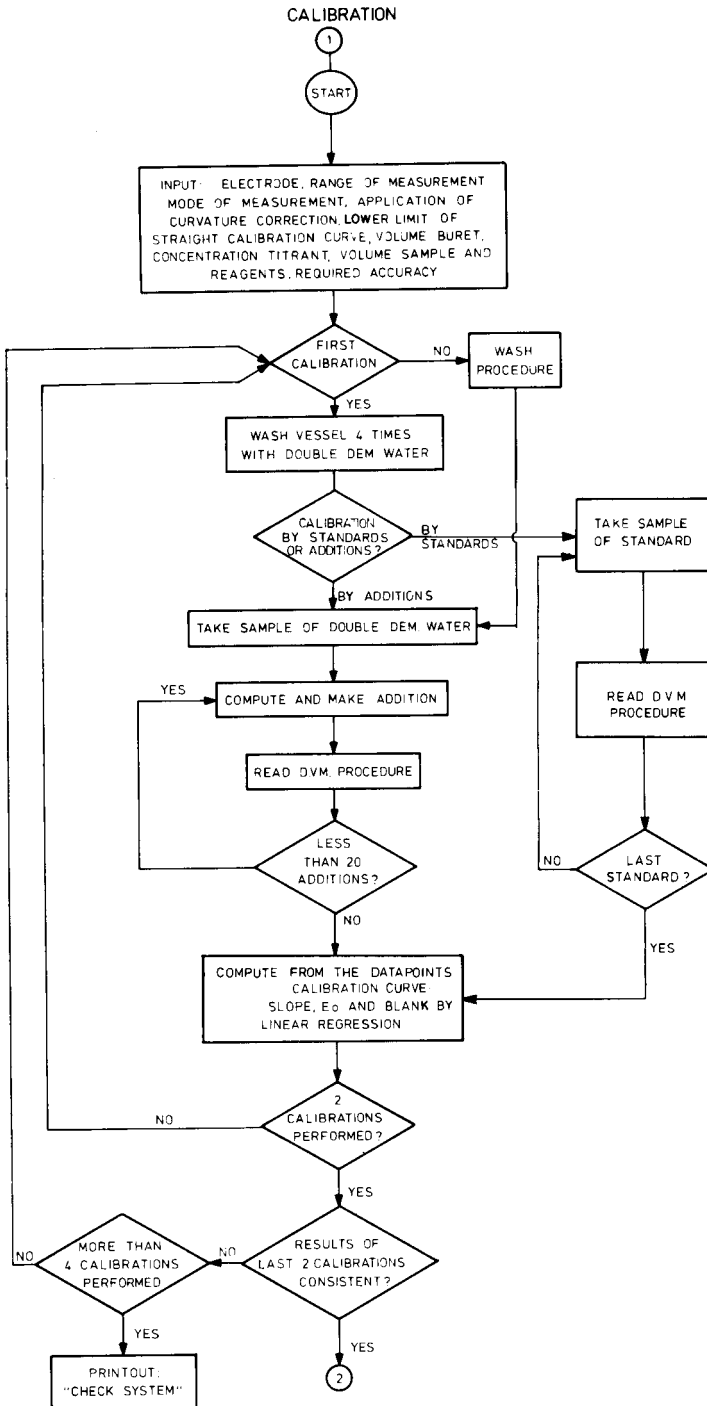 CALIBRATION
1
START
INPUT: ELECTRODE, RANGE OF MEASUREMENT
MODE OF MEASUREMENT, APPLICATION OF
CURVATURE CORRECTION, LOWER LIMIT OF
STRAIGHT CALIBRATION CURVE, VOLUME BURET,
CONCENTRATION TITRANT, VOLUME SAMPLE AND
REAGENTS, REQUIRED ACCURACY
FIRST
CALIBRATION
NO
WASH
PROCEDURE
YES
WASH VESSEL 4 TIMES
WITH DOUBLE DEM WATER
CALIBRATION
BY STANDARDS
OR ADDITIONS?
BY
STANDARDS
TAKE SAMPLE
OF STANDARD
BY ADDITIONS
TAKE SAMPLE OF DOUBLE DEM. WATER
YES
COMPUTE AND MAKE ADDITION
READ D.V.M.
PROCEDURE
READ D.V.M. PROCEDURE
LESS
THAN 20
ADDITIONS?
NO
LAST
STANDARD?
NO
YES
COMPUTE FROM THE DATAPOINTS
CALIBRATION CURVE
SLOPE, Eo AND BLANK BY
LINEAR REGRESSION
2
CALIBRATIONS
PERFORMED?
NO
YES
RESULTS OF
LAST 2 CALIBRATIONS
CONSISTENT?
NO
MORE THAN
4 CALIBRATIONS
PERFORMED
NO
YES
YES
PRINTOUT:
"CHECK SYSTEM"
2